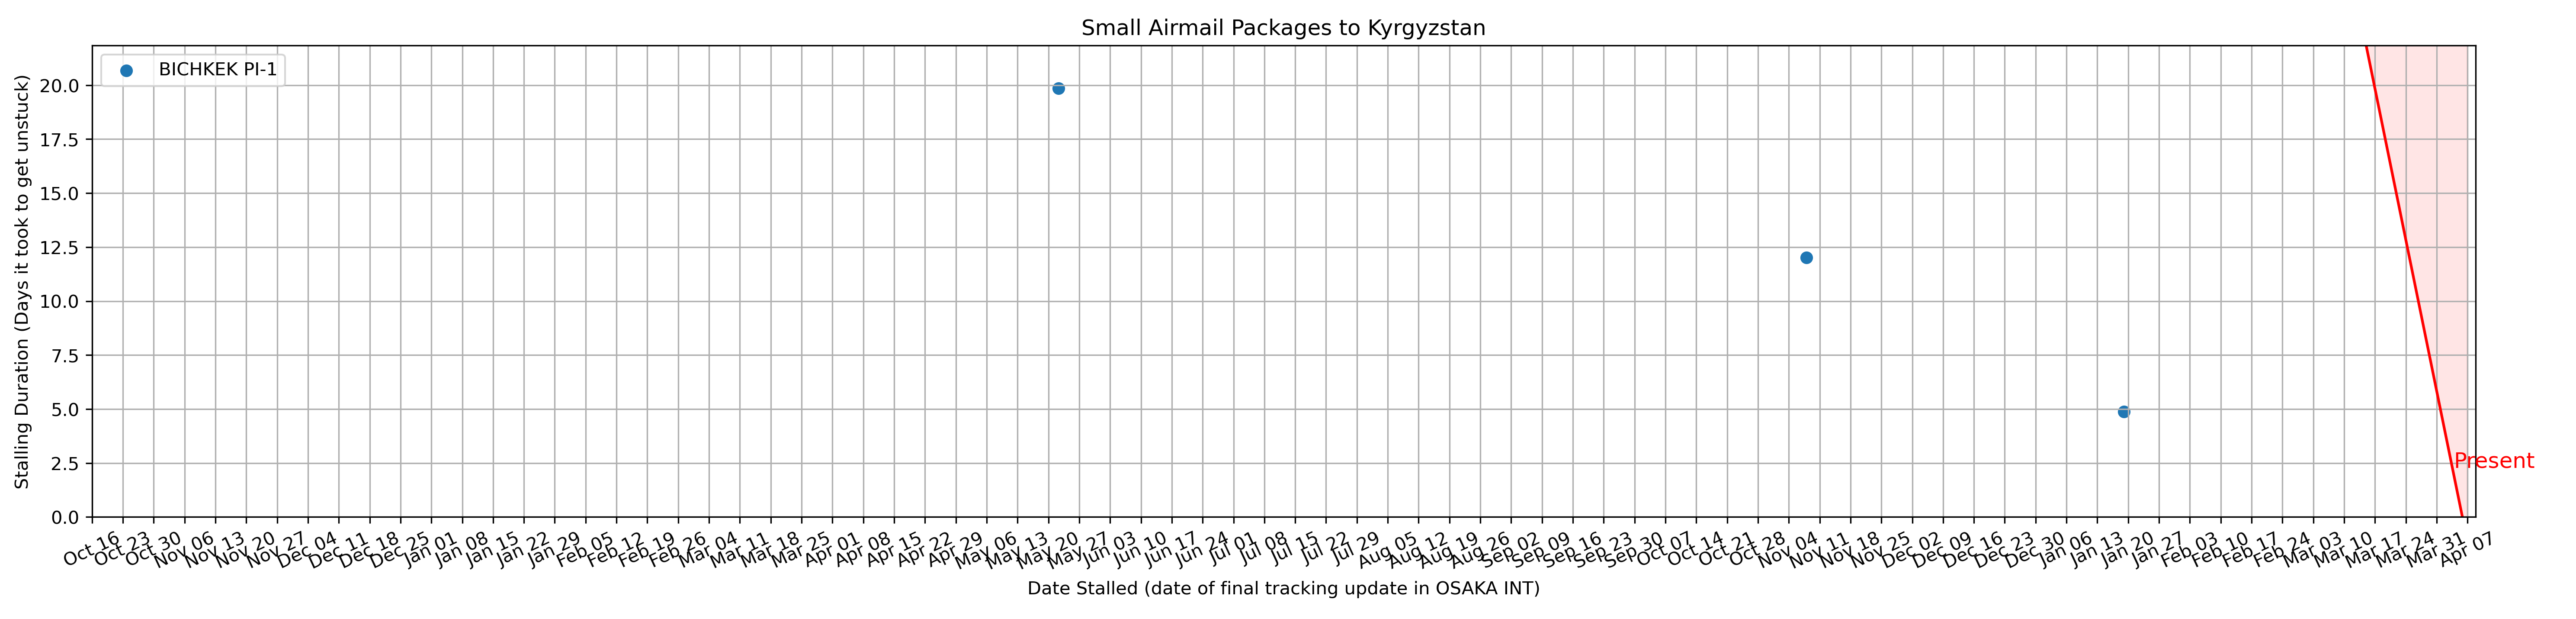 Small Airmail Packages to Kyrgyzstan
BICHKEK PI-1
Stalling Duration (Days it took to get unstuck)
20.0
17.5
15.0
12.5
10.0
7.5
5.0
2.5
0.0
Present
Oct 16
Oct 23
Oct 30
Nov 06
Nov 13
Nov 20
Nov 27
Dec 04
Dec 11
Dec 18
Dec 25
Jan 01
Jan 08
Jan 15
Jan 22
Jan 29
Feb 05
Feb 12
Feb 19
Feb 26
Mar 04
Mar 11
Mar 18
Mar 25
Apr 01
Apr 08
Apr 15
Apr 22
Apr 29
May 06
May 13
May 20
May 27
Jun 03
Jun 10
Jun 17
Jun 24
Jul 01
Jul 08
Jul 15
Jul 22
Jul 29
Aug 05
Aug 12
Aug 19
Aug 26
Sep 02
Sep 09
Sep 16
Sep 23
Sep 30
Oct 07
Oct 14
Oct 21
Oct 28
Nov 04
Nov 11
Nov 18
Nov 25
Dec 02
Dec 09
Dec 16
Dec 23
Dec 30
Jan 06
Jan 13
Jan 20
Jan 27
Feb 03
Feb 10
Feb 17
Feb 24
Mar 03
Mar 10
Mar 17
Mar 24
Mar 31
Apr 07
Date Stalled (date of final tracking update in OSAKA INT)